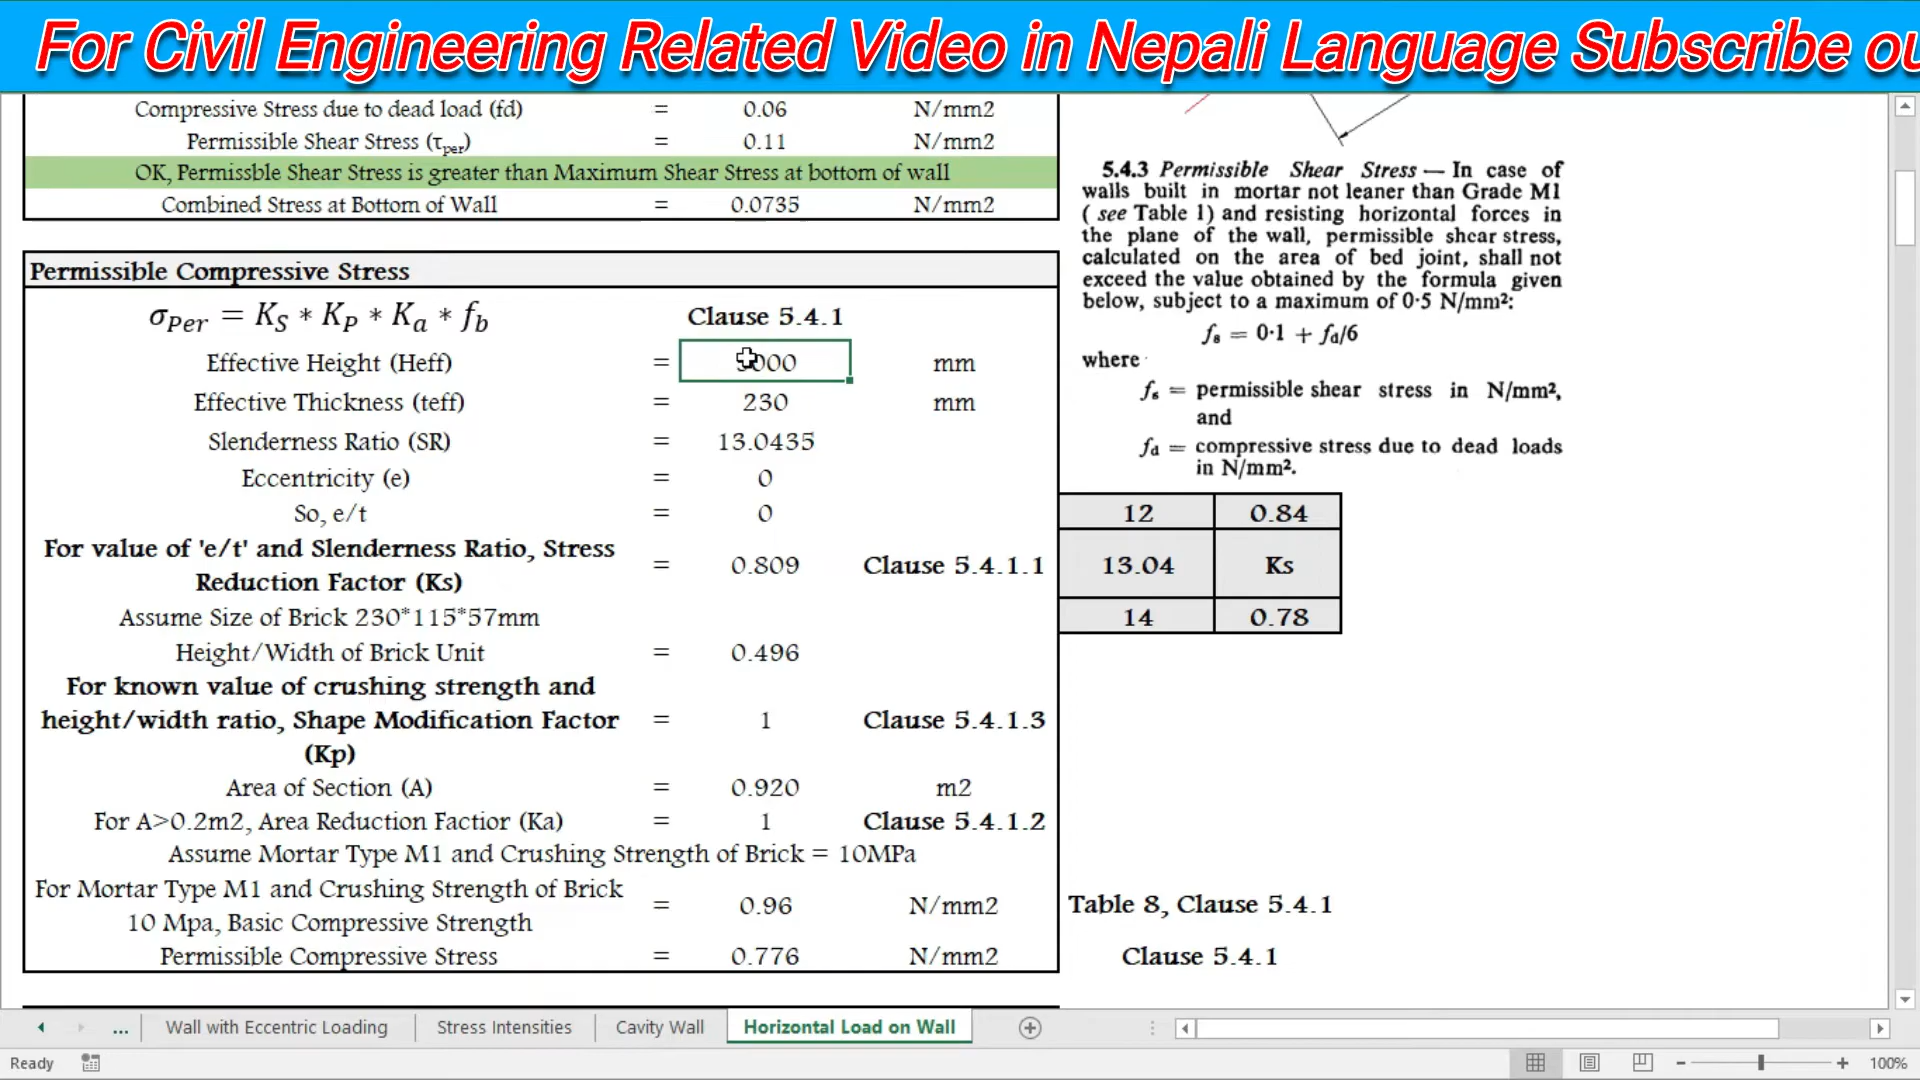 For Civil Engineering Related Video in Nepali Language Subscribe ou
Compressive Stress due to dead load (fd) = 0.06 N/mm2
Permissible Shear Stress (τper) = 0.11 N/mm2
OK, Permissble Shear Stress is greater than Maximum Shear Stress at bottom of wall
Combined Stress at Bottom of Wall = 0.0735 N/mm2
Permissible Compressive Stress
σPer = KS * KP * Ka * fb Clause 5.4.1
Effective Height (Heff) = 000 mm
Effective Thickness (teff) = 230 mm
Slenderness Ratio (SR) = 13.0435
Eccentricity (e) = 0
So, e/t = 0
For value of 'e/t' and Slenderness Ratio, Stress
Reduction Factor (Ks) = 0.809 Clause 5.4.1.1
Assume Size of Brick 230*115*57mm
Height/Width of Brick Unit = 0.496
For known value of crushing strength and
height/width ratio, Shape Modification Factor = 1 Clause 5.4.1.3
(Kp)
Area of Section (A) = 0.920 m2
For A>0.2m2, Area Reduction Factior (Ka) = 1 Clause 5.4.1.2
Assume Mortar Type M1 and Crushing Strength of Brick = 10MPa
For Mortar Type M1 and Crushing Strength of Brick
10 Mpa, Basic Compressive Strength = 0.96 N/mm2 Table 8, Clause 5.4.1
Permissible Compressive Stress = 0.776 N/mm2 Clause 5.4.1
5.4.3 Permissible Shear Stress — In case of
walls built in mortar not leaner than Grade M1
( see Table 1) and resisting horizontal forces in
the plane of the wall, permissible shear stress,
calculated on the area of bed joint, shall not
exceed the value obtained by the formula given
below, subject to a maximum of 0·5 N/mm²:
fs = 0·1 + fd/6
where
fs = permissible shear stress in N/mm²,
and
fd = compressive stress due to dead loads
in N/mm².
12 0.84
13.04 Ks
14 0.78
... Wall with Eccentric Loading Stress Intensities Cavity Wall Horizontal Load on Wall
Ready 100%